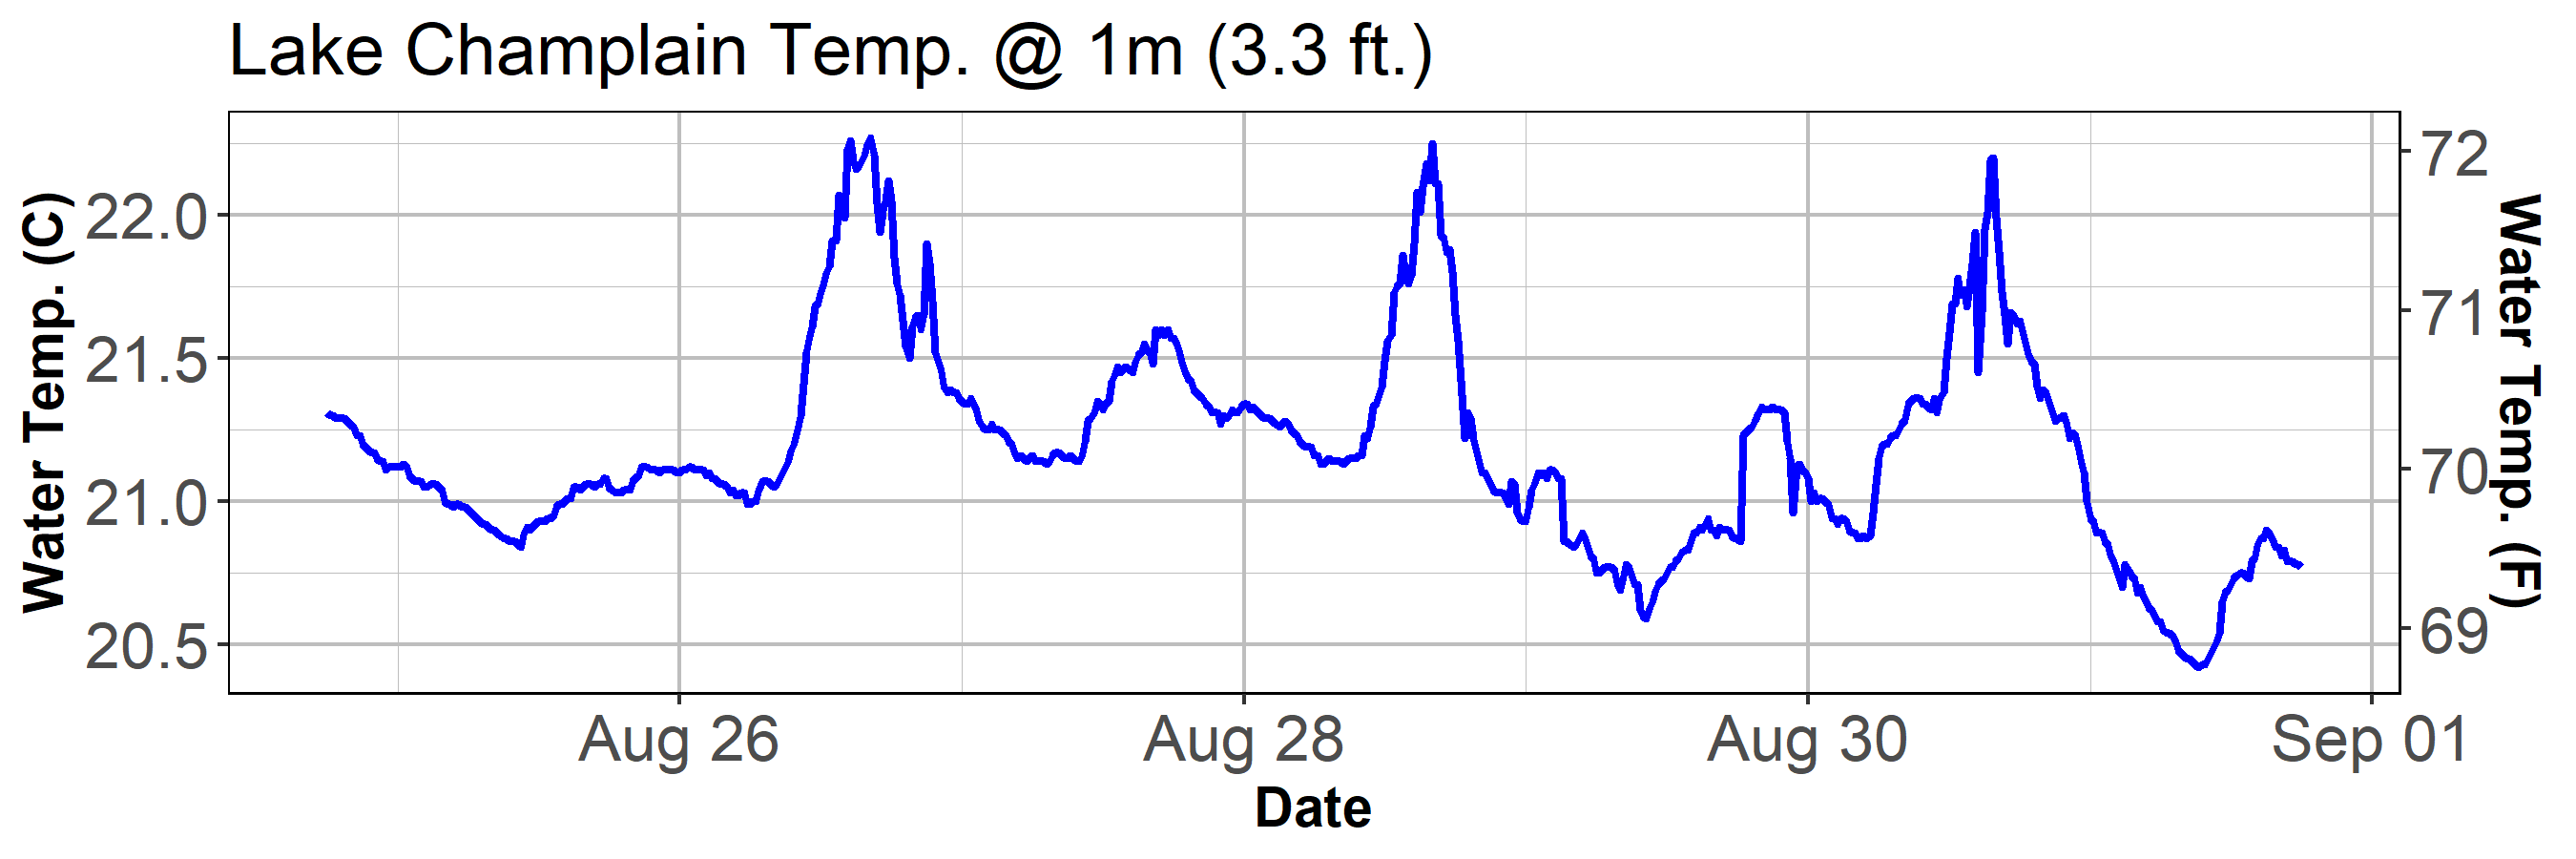 Lake Champlain Temp. @ 1m (3.3 ft.)
Water Temp. (C)
22.0
21.5
21.0
20.5
72
71
70
69
Water Temp. (F)
Aug 26
Aug 28
Aug 30
Sep 01
Date